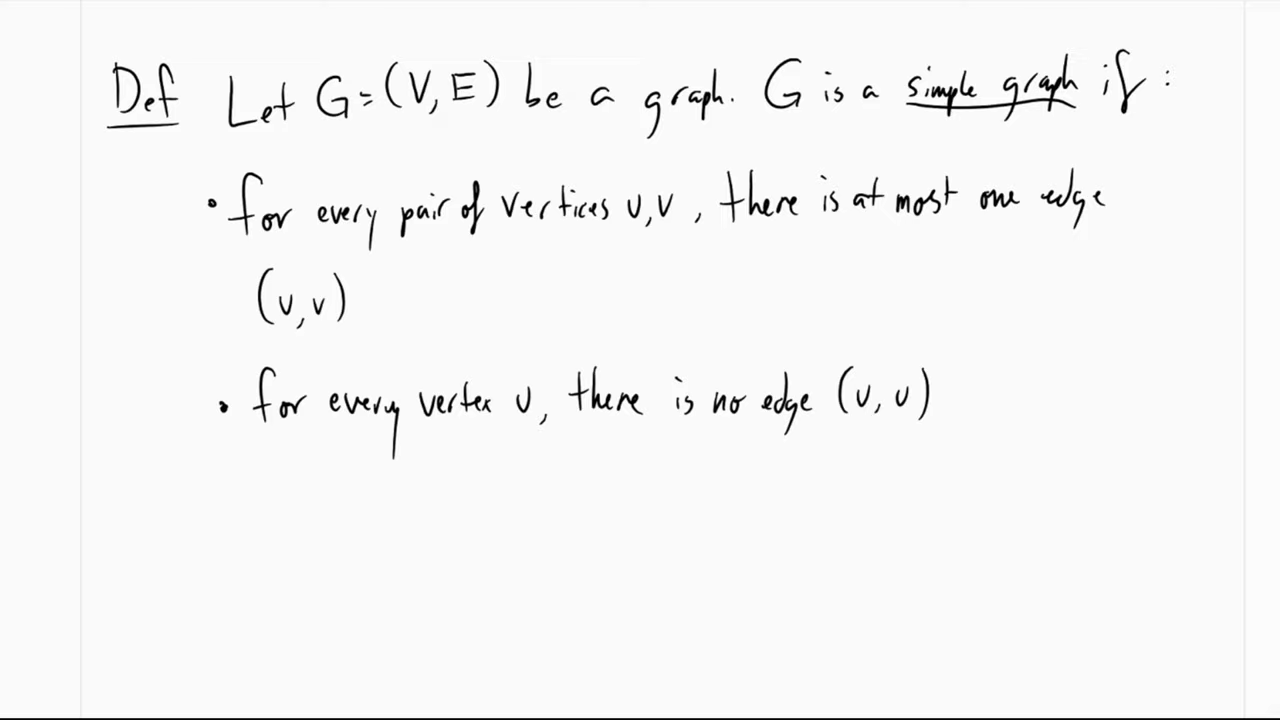 Def Let G=(V,E) be a graph. G is a simple graph if:
• for every pair of vertices u,v, there is at most one edge
(u,v)
• for every vertex u, there is no edge (u,u)